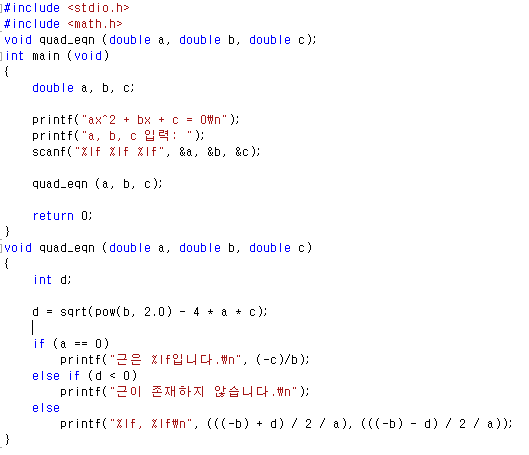 #include <stdio.h>
#include <math.h>
void quad_eqn (double a, double b, double c);
int main (void)
{
    double a, b, c;

    printf("ax^2 + bx + c = 0₩n");
    printf("a, b, c 입력: ");
    scanf("%lf %lf %lf", &a, &b, &c);

    quad_eqn (a, b, c);

    return 0;
}
void quad_eqn (double a, double b, double c)
{
    int d;

    d = sqrt(pow(b, 2.0) - 4 * a * c);

    if (a == 0)
        printf("근은 %lf입니다.₩n", (-c)/b);
    else if (d < 0)
        printf("근이 존재하지 않습니다.₩n");
    else
        printf("%lf, %lf₩n", (((-b) + d) / 2 / a), (((-b) - d) / 2 / a));
}